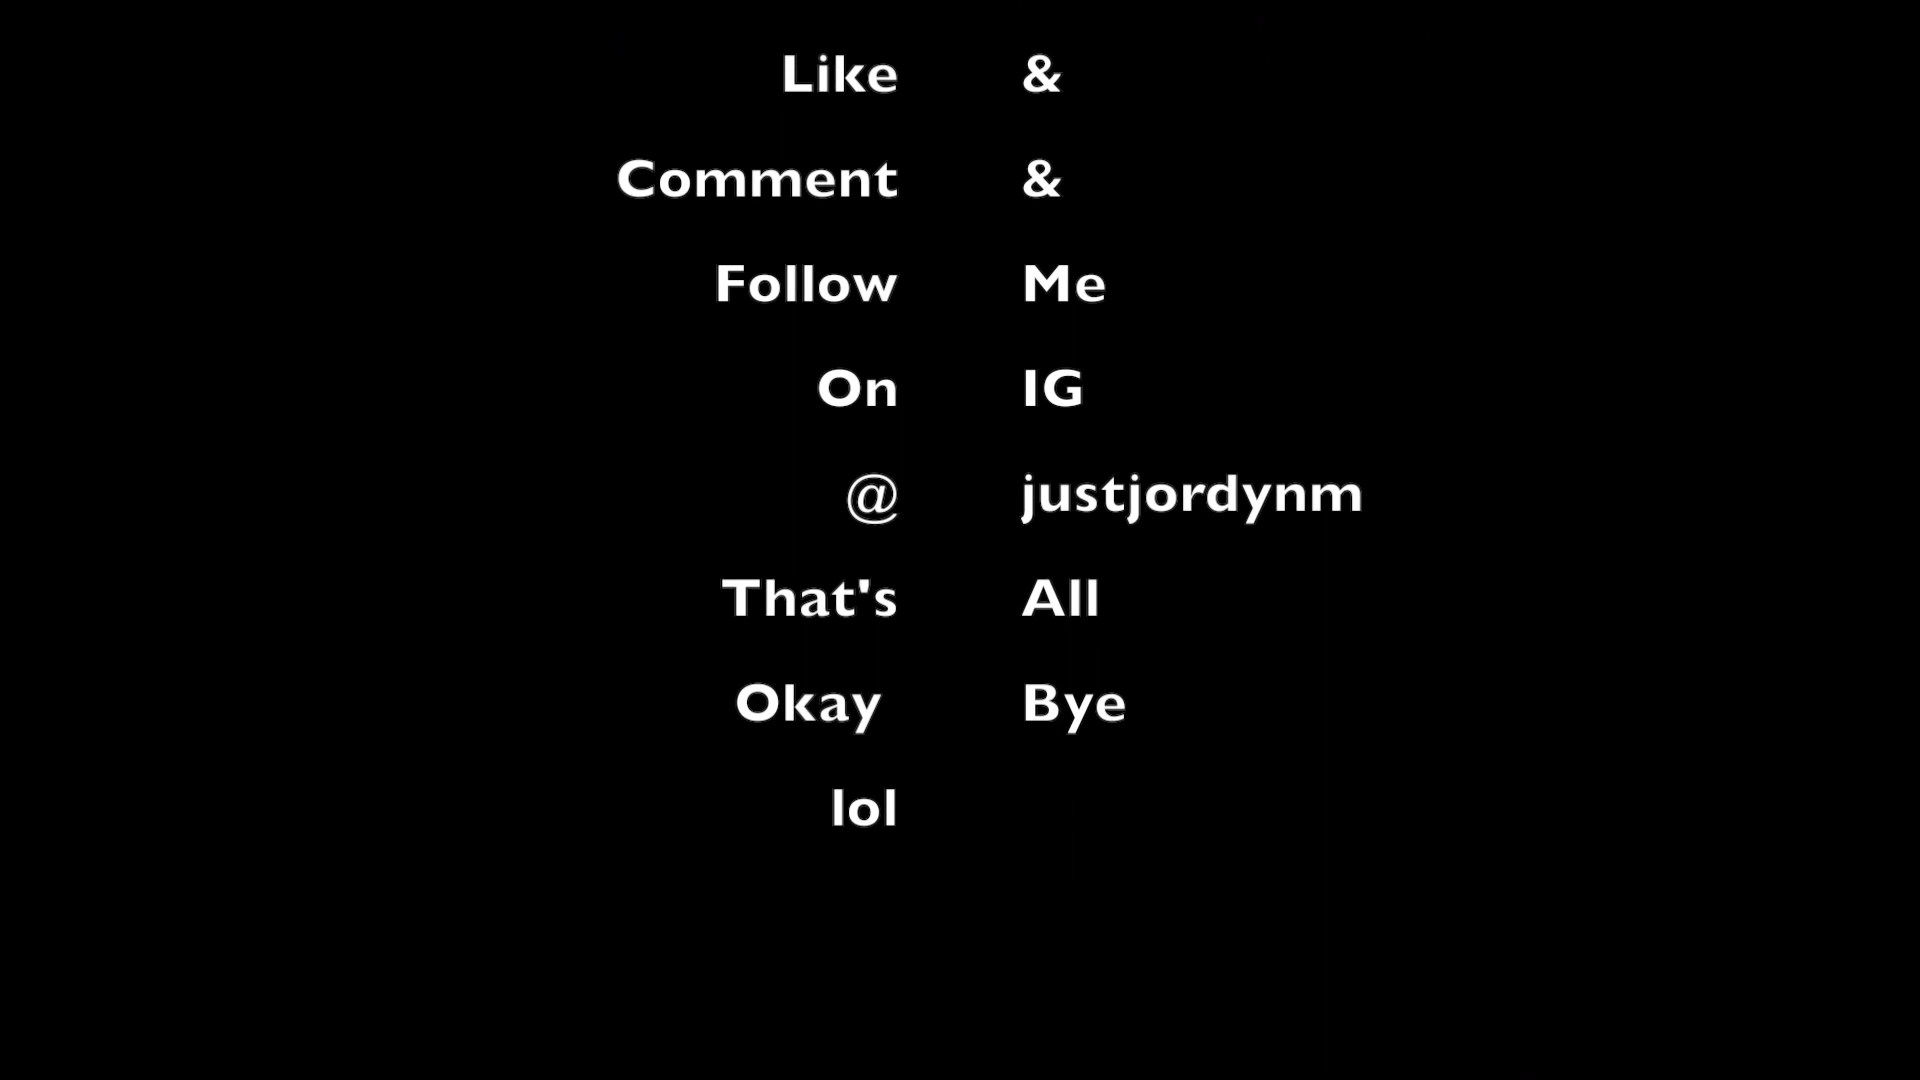 Like &
Comment &
Follow Me
On IG
@ justjordynm
That's All
Okay Bye
lol